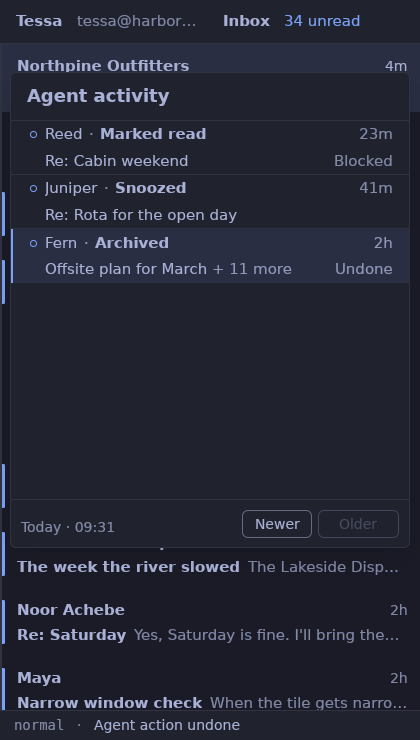 Tessa tessa@harbor… Inbox 34 unread
Northpine Outfitters 4m
Agent activity
Reed · Marked read 23m
Re: Cabin weekend Blocked
Juniper · Snoozed 41m
Re: Rota for the open day
Fern · Archived 2h
Offsite plan for March + 11 more Undone
Today · 09:31 Newer Older
The week the river slowed The Lakeside Disp…
Noor Achebe 2h
Re: Saturday Yes, Saturday is fine. I'll bring the…
Maya 2h
Narrow window check When the tile gets narro…
normal · Agent action undone